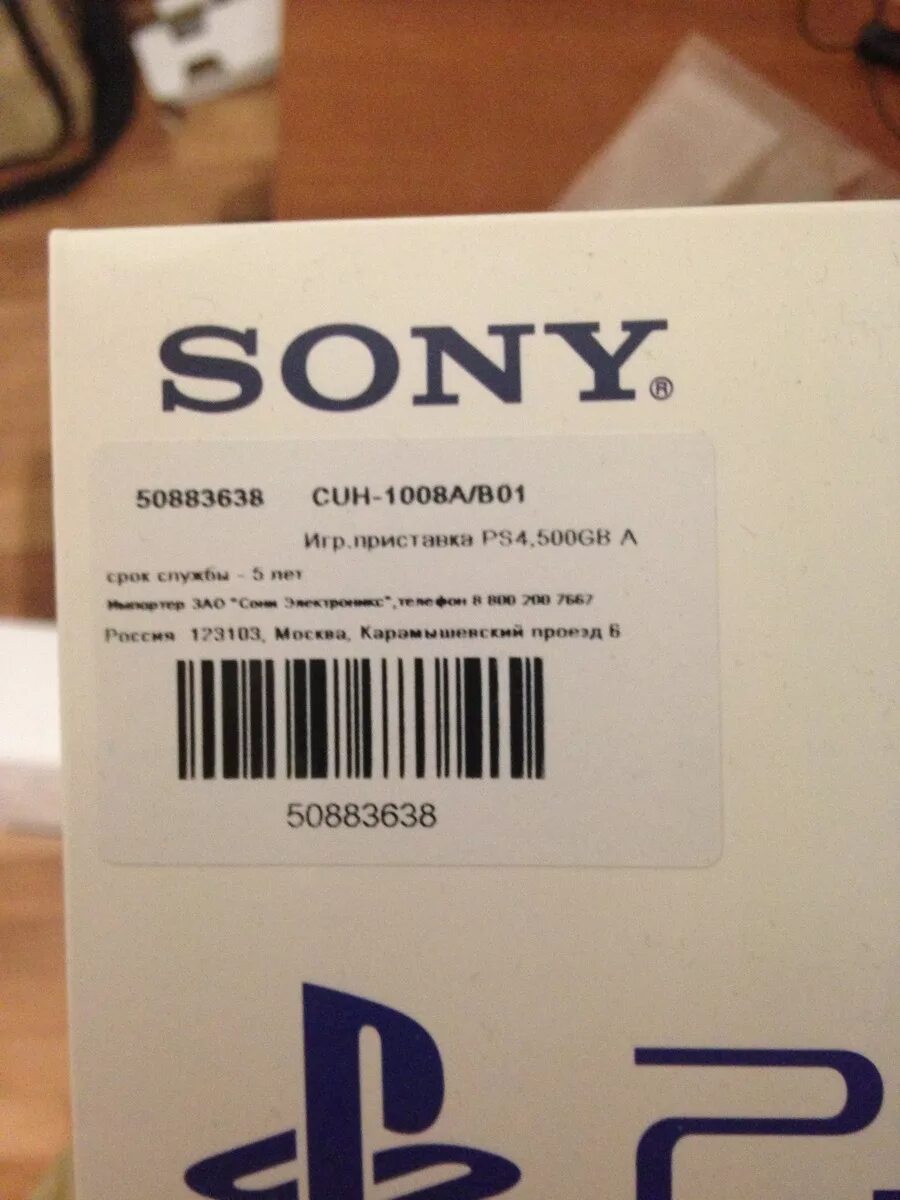 SONY®
50883638 CUH-1008A/B01
Игр.приставка PS4,500GB A
срок службы - 5 лет
Импортер ЗАО "Сони Электроникс",телефон 8 800 200 7667
Россия 123103, Москва, Карамышевский проезд 6
50883638